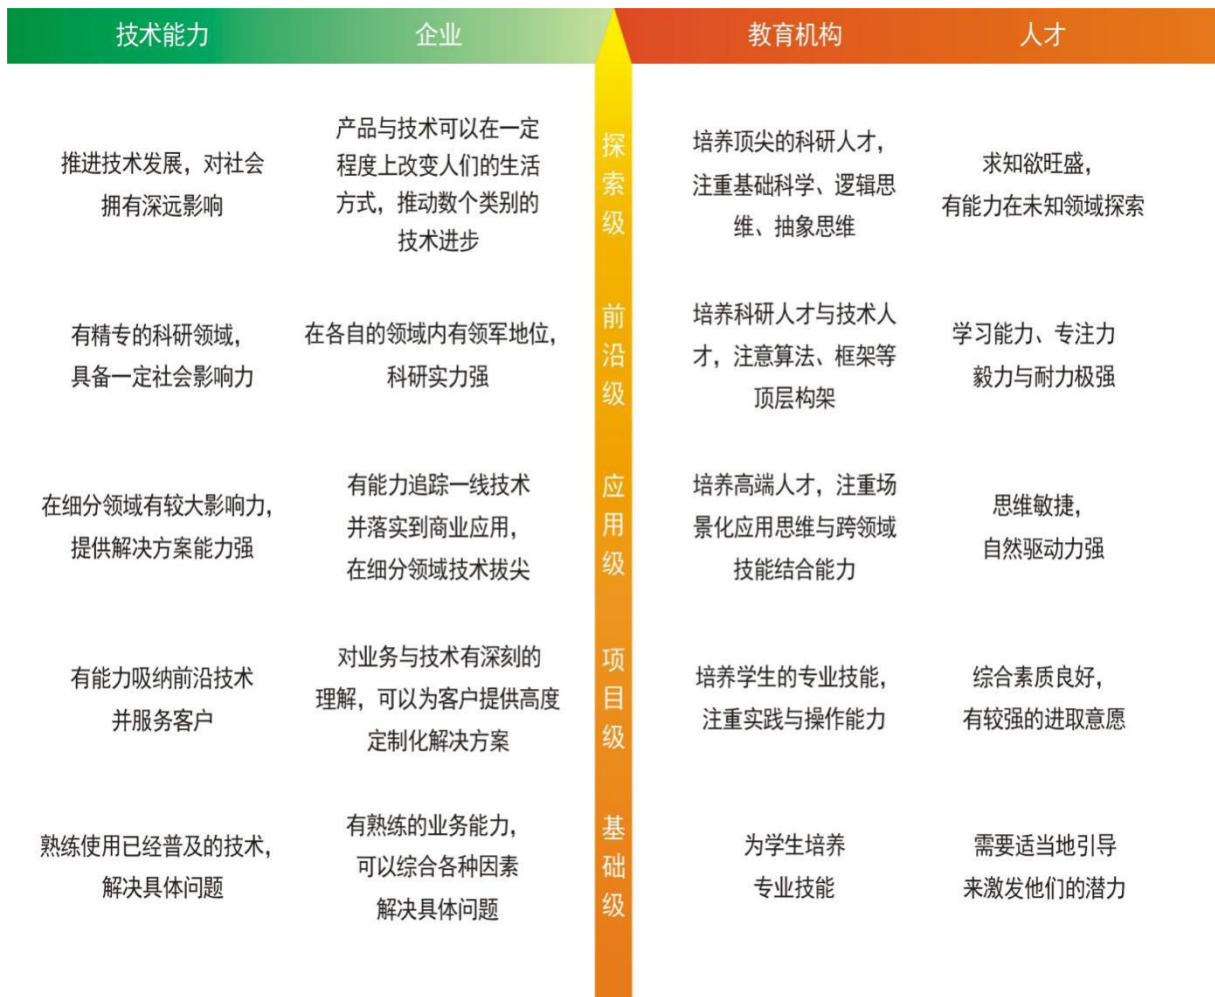 技术能力
企业
教育机构
人才
推进技术发展，对社会
拥有深远影响
产品与技术可以在一定
程度上改变人们的生活
方式，推动数个类别的
技术进步
探索级
培养顶尖的科研人才，
注重基础科学、逻辑思
维、抽象思维
求知欲旺盛，
有能力在未知领域探索
有精专的科研领域，
具备一定社会影响力
在各自的领域内有领军地位，
科研实力强
前沿级
培养科研人才与技术人
才，注意算法、框架等
顶层构架
学习能力、专注力
毅力与耐力极强
在细分领域有较大影响力，
提供解决方案能力强
有能力追踪一线技术
并落实到商业应用，
在细分领域技术拔尖
应用级
培养高端人才，注重场
景化应用思维与跨领域
技能结合能力
思维敏捷，
自然驱动力强
有能力吸纳前沿技术
并服务客户
对业务与技术有深刻的
理解，可以为客户提供高度
定制化解决方案
项目级
培养学生的专业技能，
注重实践与操作能力
综合素质良好，
有较强的进取意愿
熟练使用已经普及的技术，
解决具体问题
有熟练的业务能力，
可以综合各种因素
解决具体问题
基础级
为学生培养
专业技能
需要适当地引导
来激发他们的潜力